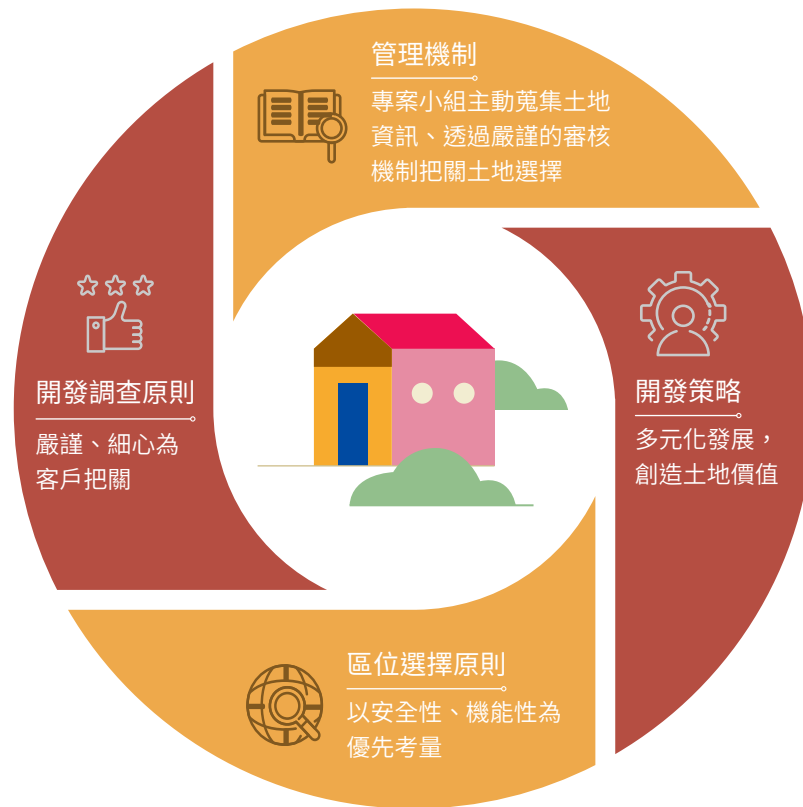 管理機制
專案小組主動蒐集土地
資訊、透過嚴謹的審核
機制把關土地選擇
開發策略
多元化發展，
創造土地價值
區位選擇原則
以安全性、機能性為
優先考量
開發調查原則
嚴謹、細心為
客戶把關